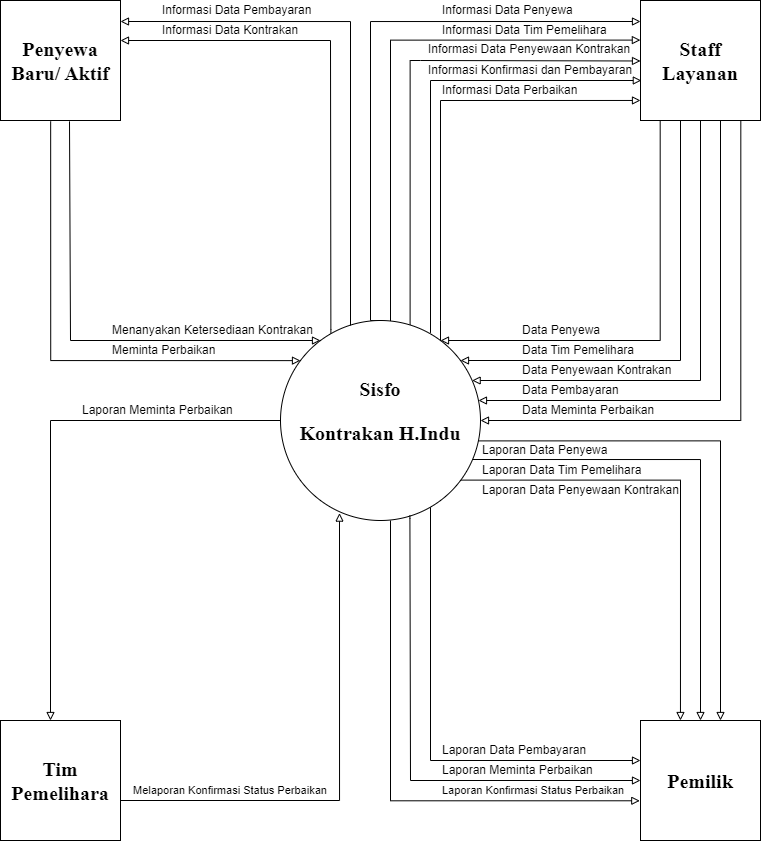 Penyewa
Baru/ Aktif
Informasi Data Pembayaran
Informasi Data Kontrakan
Informasi Data Penyewa
Informasi Data Tim Pemelihara
Informasi Data Penyewaan Kontrakan
Informasi Konfirmasi dan Pembayaran
Informasi Data Perbaikan
Staff
Layanan
Menanyakan Ketersediaan Kontrakan
Meminta Perbaikan
Data Penyewa
Data Tim Pemelihara
Data Penyewaan Kontrakan
Data Pembayaran
Data Meminta Perbaikan
Sisfo
Kontrakan H.Indu
Laporan Meminta Perbaikan
Laporan Data Penyewa
Laporan Data Tim Pemelihara
Laporan Data Penyewaan Kontrakan
Tim
Pemelihara
Melaporan Konfirmasi Status Perbaikan
Laporan Data Pembayaran
Laporan Meminta Perbaikan
Laporan Konfirmasi Status Perbaikan
Pemilik